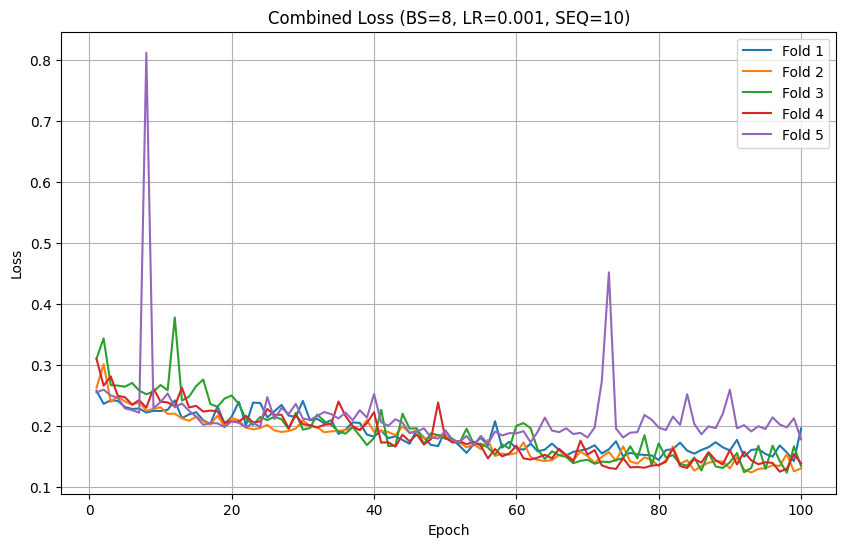 Combined Loss (BS=8, LR=0.001, SEQ=10)
Fold 1
Fold 2
Fold 3
Fold 4
Fold 5
Loss
0.8
0.7
0.6
0.5
0.4
0.3
0.2
0.1
0 20 40 60 80 100
Epoch